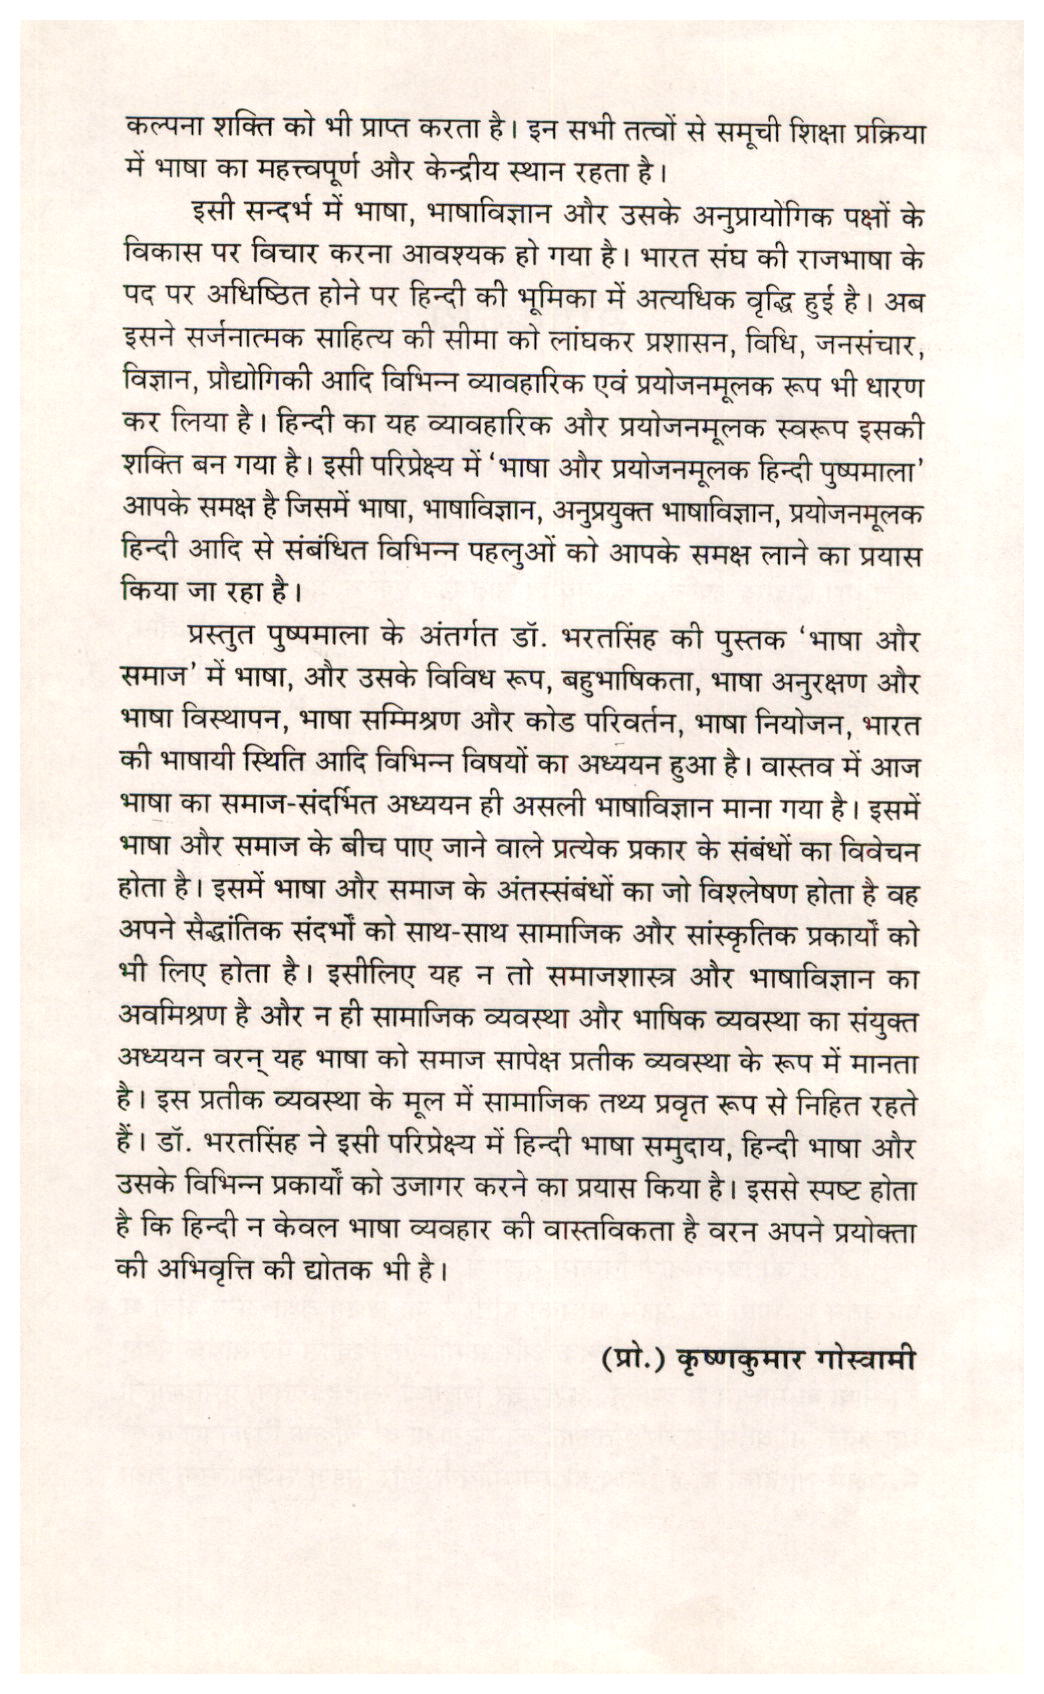 कल्पना शक्ति को भी प्राप्त करता है। इन सभी तत्वों से समूची शिक्षा प्रक्रिया
में भाषा का महत्त्वपूर्ण और केन्द्रीय स्थान रहता है।
इसी सन्दर्भ में भाषा, भाषाविज्ञान और उसके अनुप्रायोगिक पक्षों के
विकास पर विचार करना आवश्यक हो गया है। भारत संघ की राजभाषा के
पद पर अधिष्ठित होने पर हिन्दी की भूमिका में अत्यधिक वृद्धि हुई है। अब
इसने सर्जनात्मक साहित्य की सीमा को लांघकर प्रशासन, विधि, जनसंचार,
विज्ञान, प्रौद्योगिकी आदि विभिन्न व्यावहारिक एवं प्रयोजनमूलक रूप भी धारण
कर लिया है। हिन्दी का यह व्यावहारिक और प्रयोजनमूलक स्वरूप इसकी
शक्ति बन गया है। इसी परिप्रेक्ष्य में ‘भाषा और प्रयोजनमूलक हिन्दी पुष्पमाला’
आपके समक्ष है जिसमें भाषा, भाषाविज्ञान, अनुप्रयुक्त भाषाविज्ञान, प्रयोजनमूलक
हिन्दी आदि से संबंधित विभिन्न पहलुओं को आपके समक्ष लाने का प्रयास
किया जा रहा है।
प्रस्तुत पुष्पमाला के अंतर्गत डॉ. भरतसिंह की पुस्तक ‘भाषा और
समाज’ में भाषा, और उसके विविध रूप, बहुभाषिकता, भाषा अनुरक्षण और
भाषा विस्थापन, भाषा सम्मिश्रण और कोड परिवर्तन, भाषा नियोजन, भारत
की भाषायी स्थिति आदि विभिन्न विषयों का अध्ययन हुआ है। वास्तव में आज
भाषा का समाज-संदर्भित अध्ययन ही असली भाषाविज्ञान माना गया है। इसमें
भाषा और समाज के बीच पाए जाने वाले प्रत्येक प्रकार के संबंधों का विवेचन
होता है। इसमें भाषा और समाज के अंतस्संबंधों का जो विश्लेषण होता है वह
अपने सैद्धांतिक संदर्भों को साथ-साथ सामाजिक और सांस्कृतिक प्रकार्यों को
भी लिए होता है। इसीलिए यह न तो समाजशास्त्र और भाषाविज्ञान का
अवमिश्रण है और न ही सामाजिक व्यवस्था और भाषिक व्यवस्था का संयुक्त
अध्ययन वरन् यह भाषा को समाज सापेक्ष प्रतीक व्यवस्था के रूप में मानता
है। इस प्रतीक व्यवस्था के मूल में सामाजिक तथ्य प्रवृत रूप से निहित रहते
हैं। डॉ. भरतसिंह ने इसी परिप्रेक्ष्य में हिन्दी भाषा समुदाय, हिन्दी भाषा और
उसके विभिन्न प्रकार्यों को उजागर करने का प्रयास किया है। इससे स्पष्ट होता
है कि हिन्दी न केवल भाषा व्यवहार की वास्तविकता है वरन अपने प्रयोक्ता
की अभिवृत्ति की द्योतक भी है।
(प्रो.) कृष्णकुमार गोस्वामी